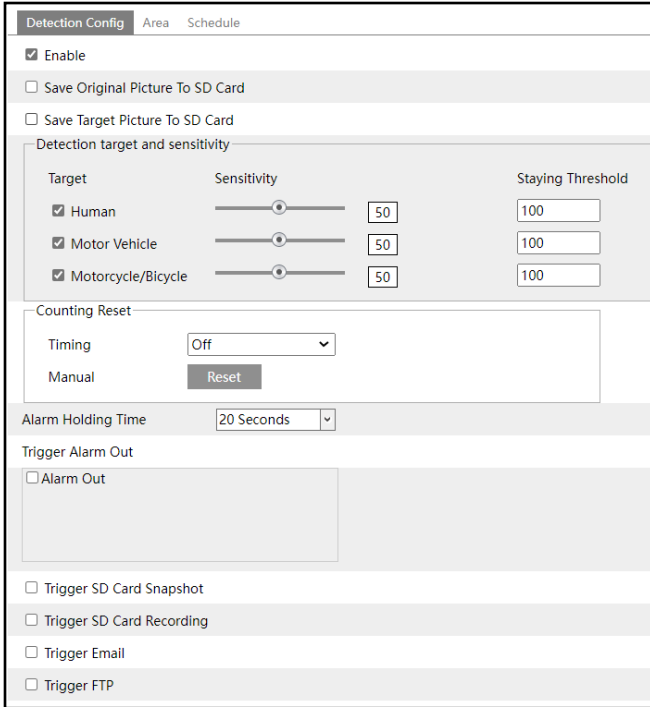 Detection Config Area Schedule
Enable
Save Original Picture To SD Card
Save Target Picture To SD Card
Detection target and sensitivity
Target Sensitivity Staying Threshold
Human 50 100
Motor Vehicle 50 100
Motorcycle/Bicycle 50 100
Counting Reset
Timing Off
Manual Reset
Alarm Holding Time 20 Seconds
Trigger Alarm Out
Alarm Out
Trigger SD Card Snapshot
Trigger SD Card Recording
Trigger Email
Trigger FTP